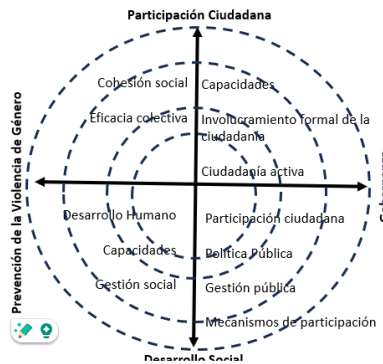 Participación Ciudadana
Cohesión social
Capacidades
Eficacia colectiva
Involucramiento formal de la
ciudadanía
Ciudadanía activa
Prevención de la Violencia de Género
Desarrollo Humano
Participación ciudadana
Capacidades
Política Pública
Gestión social
Gestión pública
Mecanismos de participación
Desarrollo Social